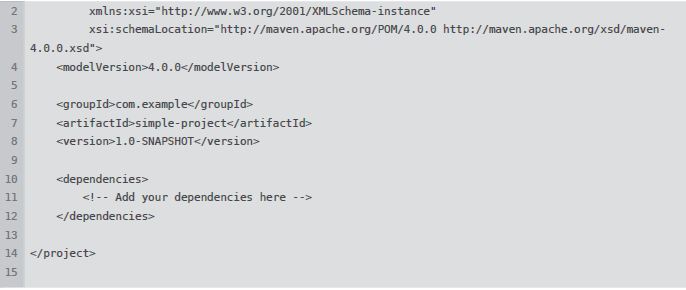 2 xmlns:xsi="http://www.w3.org/2001/XMLSchema-instance"
3 xsi:schemaLocation="http://maven.apache.org/POM/4.0.0 http://maven.apache.org/xsd/maven-
4.0.0.xsd">
4 <modelVersion>4.0.0</modelVersion>
5
6 <groupId>com.example</groupId>
7 <artifactId>simple-project</artifactId>
8 <version>1.0-SNAPSHOT</version>
9
10 <dependencies>
11 <!-- Add your dependencies here -->
12 </dependencies>
13
14 </project>
15